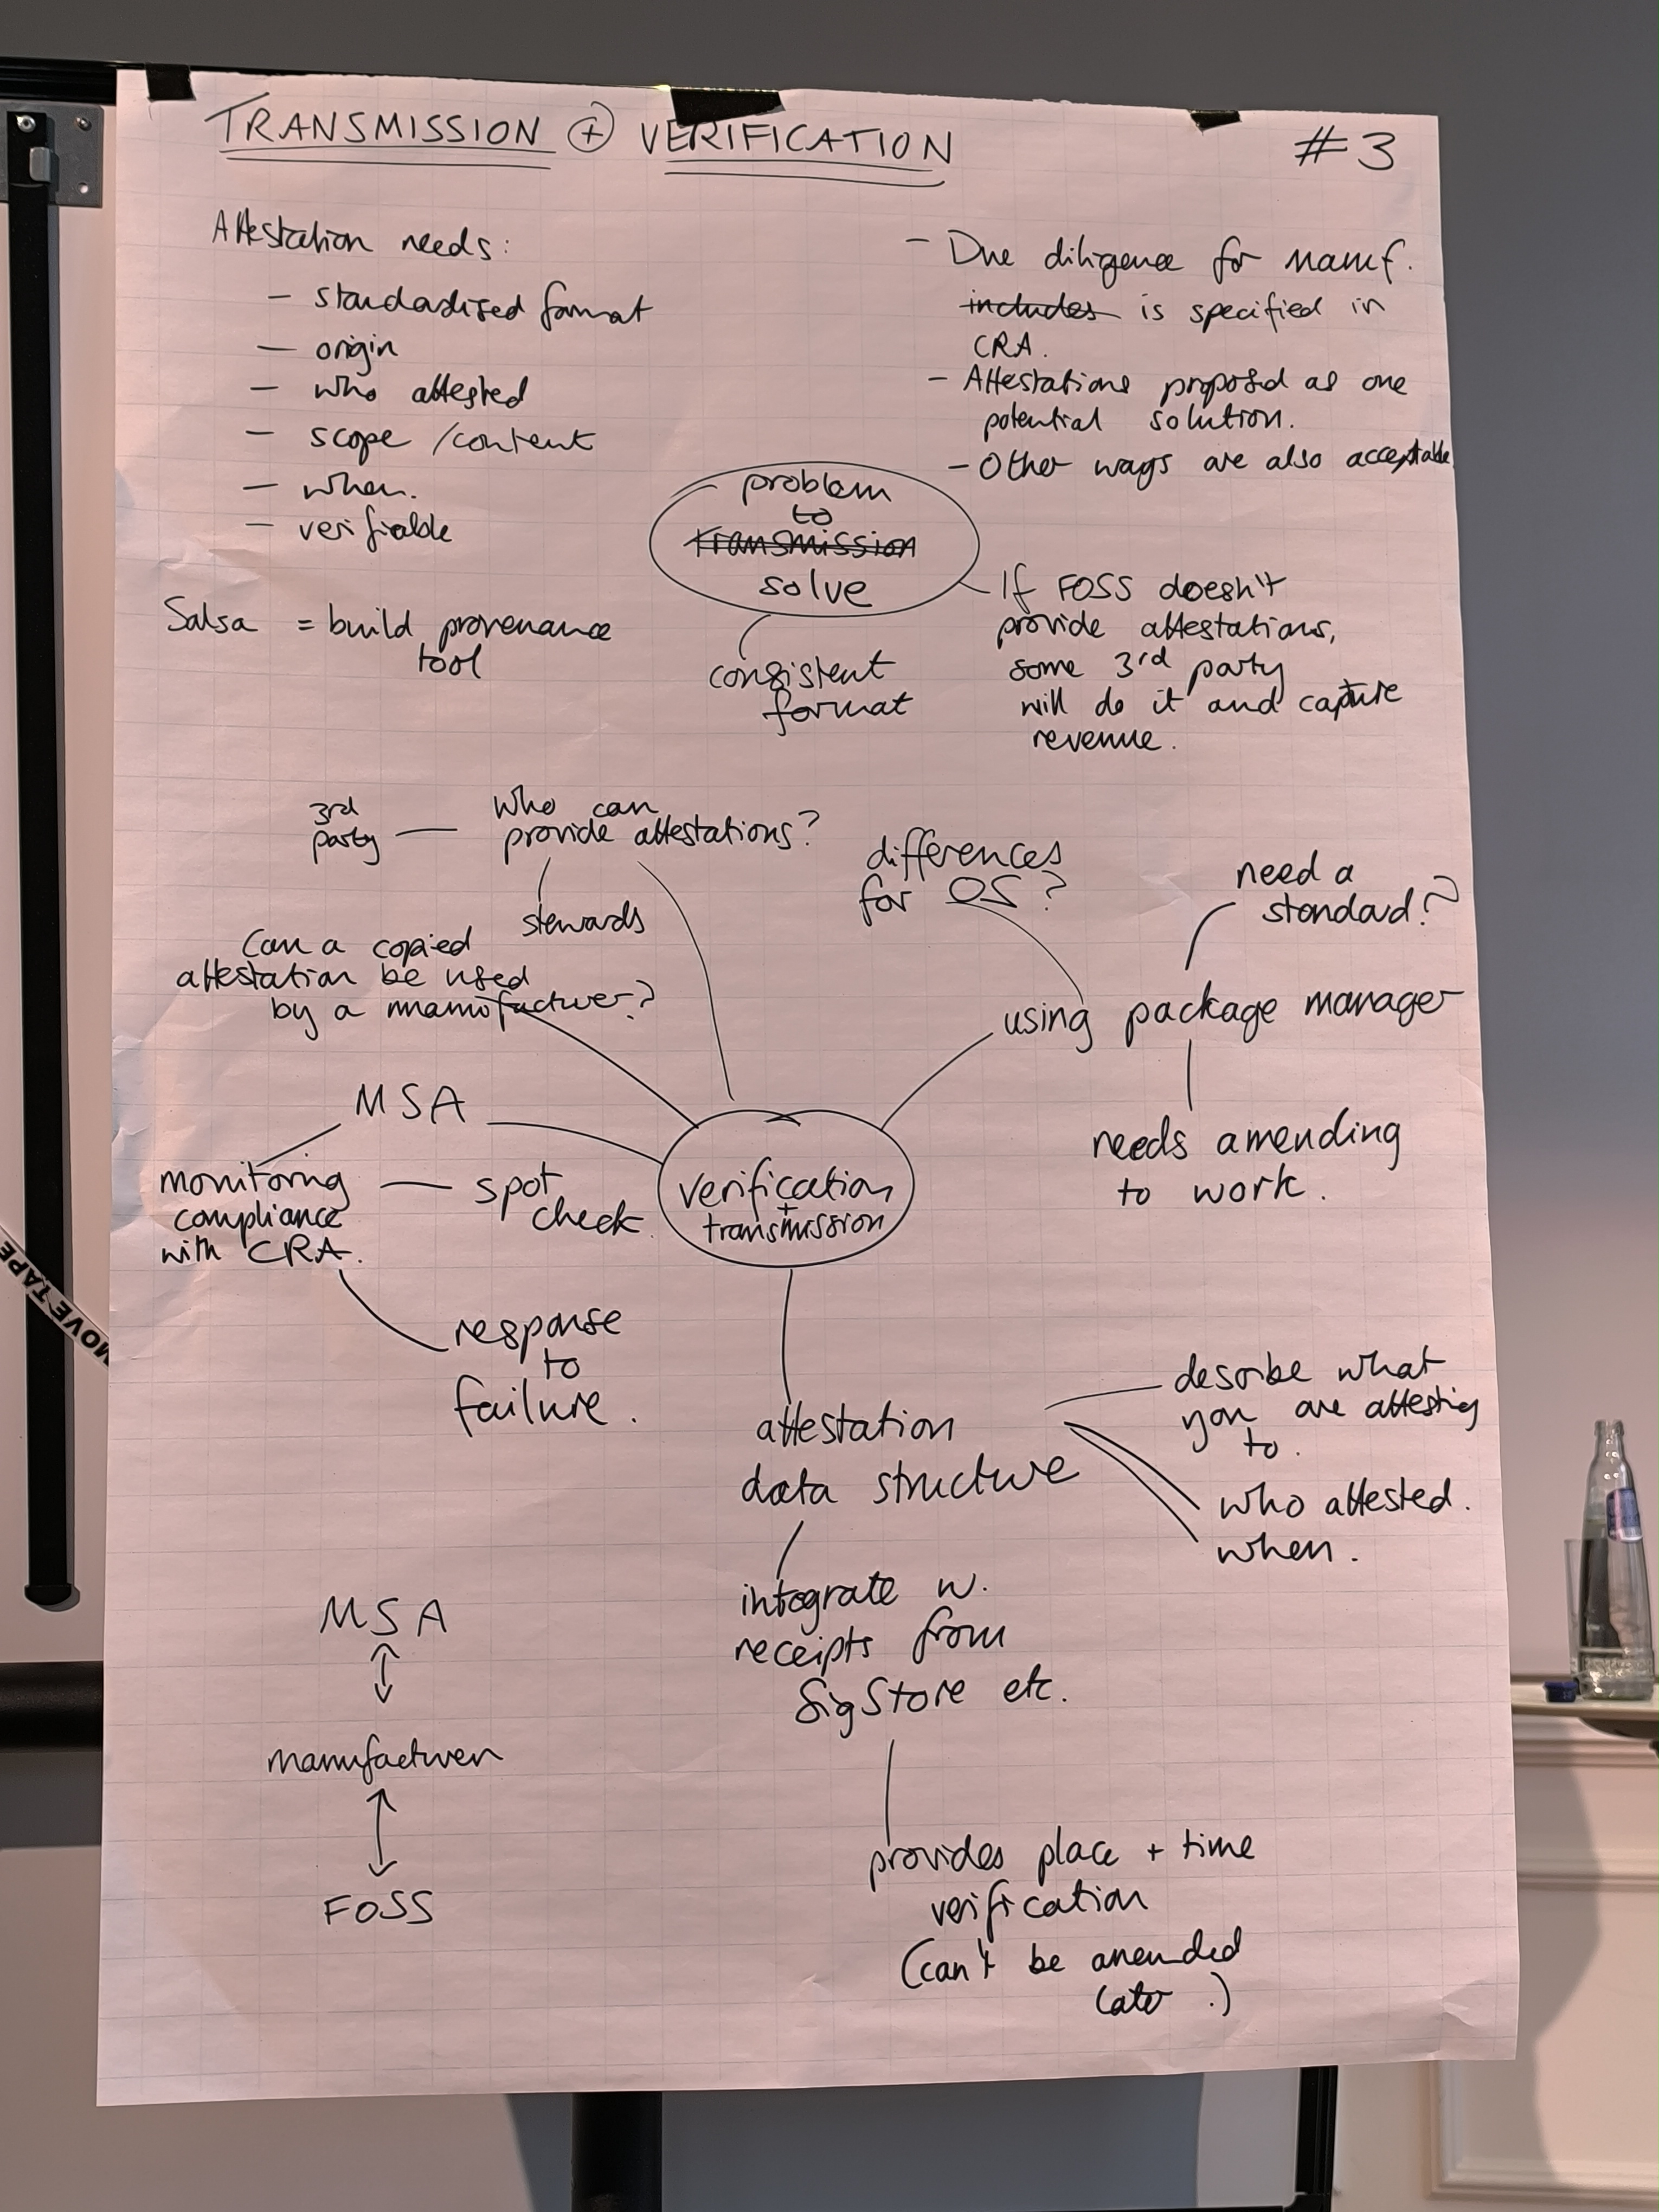 TRANSMISSION + VERIFICATION
#3
Attestation needs:
- standardised format
- origin
- who attested
- scope / content
- when.
- verifiable
Salsa = build provenance
tool
- Due diligence for manuf.
includes is specified in
CRA.
- Attestations proposed as one
potential solution.
- Other ways are also acceptable
problem
to
transmission
solve
consistent
format
If FOSS doesn't
provide attestations,
some 3rd party
will do it and capture
revenue.
3rd
party
Who can
provide attestations?
stewards
Can a copied
attestation be used
by a manufacturer?
differences
for OS?
need a
standard?
using package manager
needs amending
to work.
MSA
monitoring
compliance
with CRA.
spot
check.
response
to
failure.
verification
+
transmission
attestation
data structure
describe what
you are attesting
to.
who attested.
when.
integrate w.
receipts from
SigStore etc.
provides place + time
verification
(can't be amended
later.)
MSA
manufacturer
FOSS
MOVE TAPE